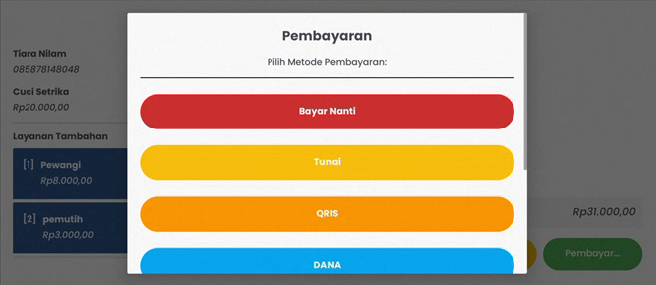 Pembayaran
Pilih Metode Pembayaran:
Bayar Nanti
Tunai
QRIS
DANA
Tiara Nilam
085878148048
Cuci Setrika
Rp20.000,00
Layanan Tambahan
[1] Pewangi
Rp8.000,00
[2] pemutih
Rp3.000,00
Rp31.000,00
Pembayar...